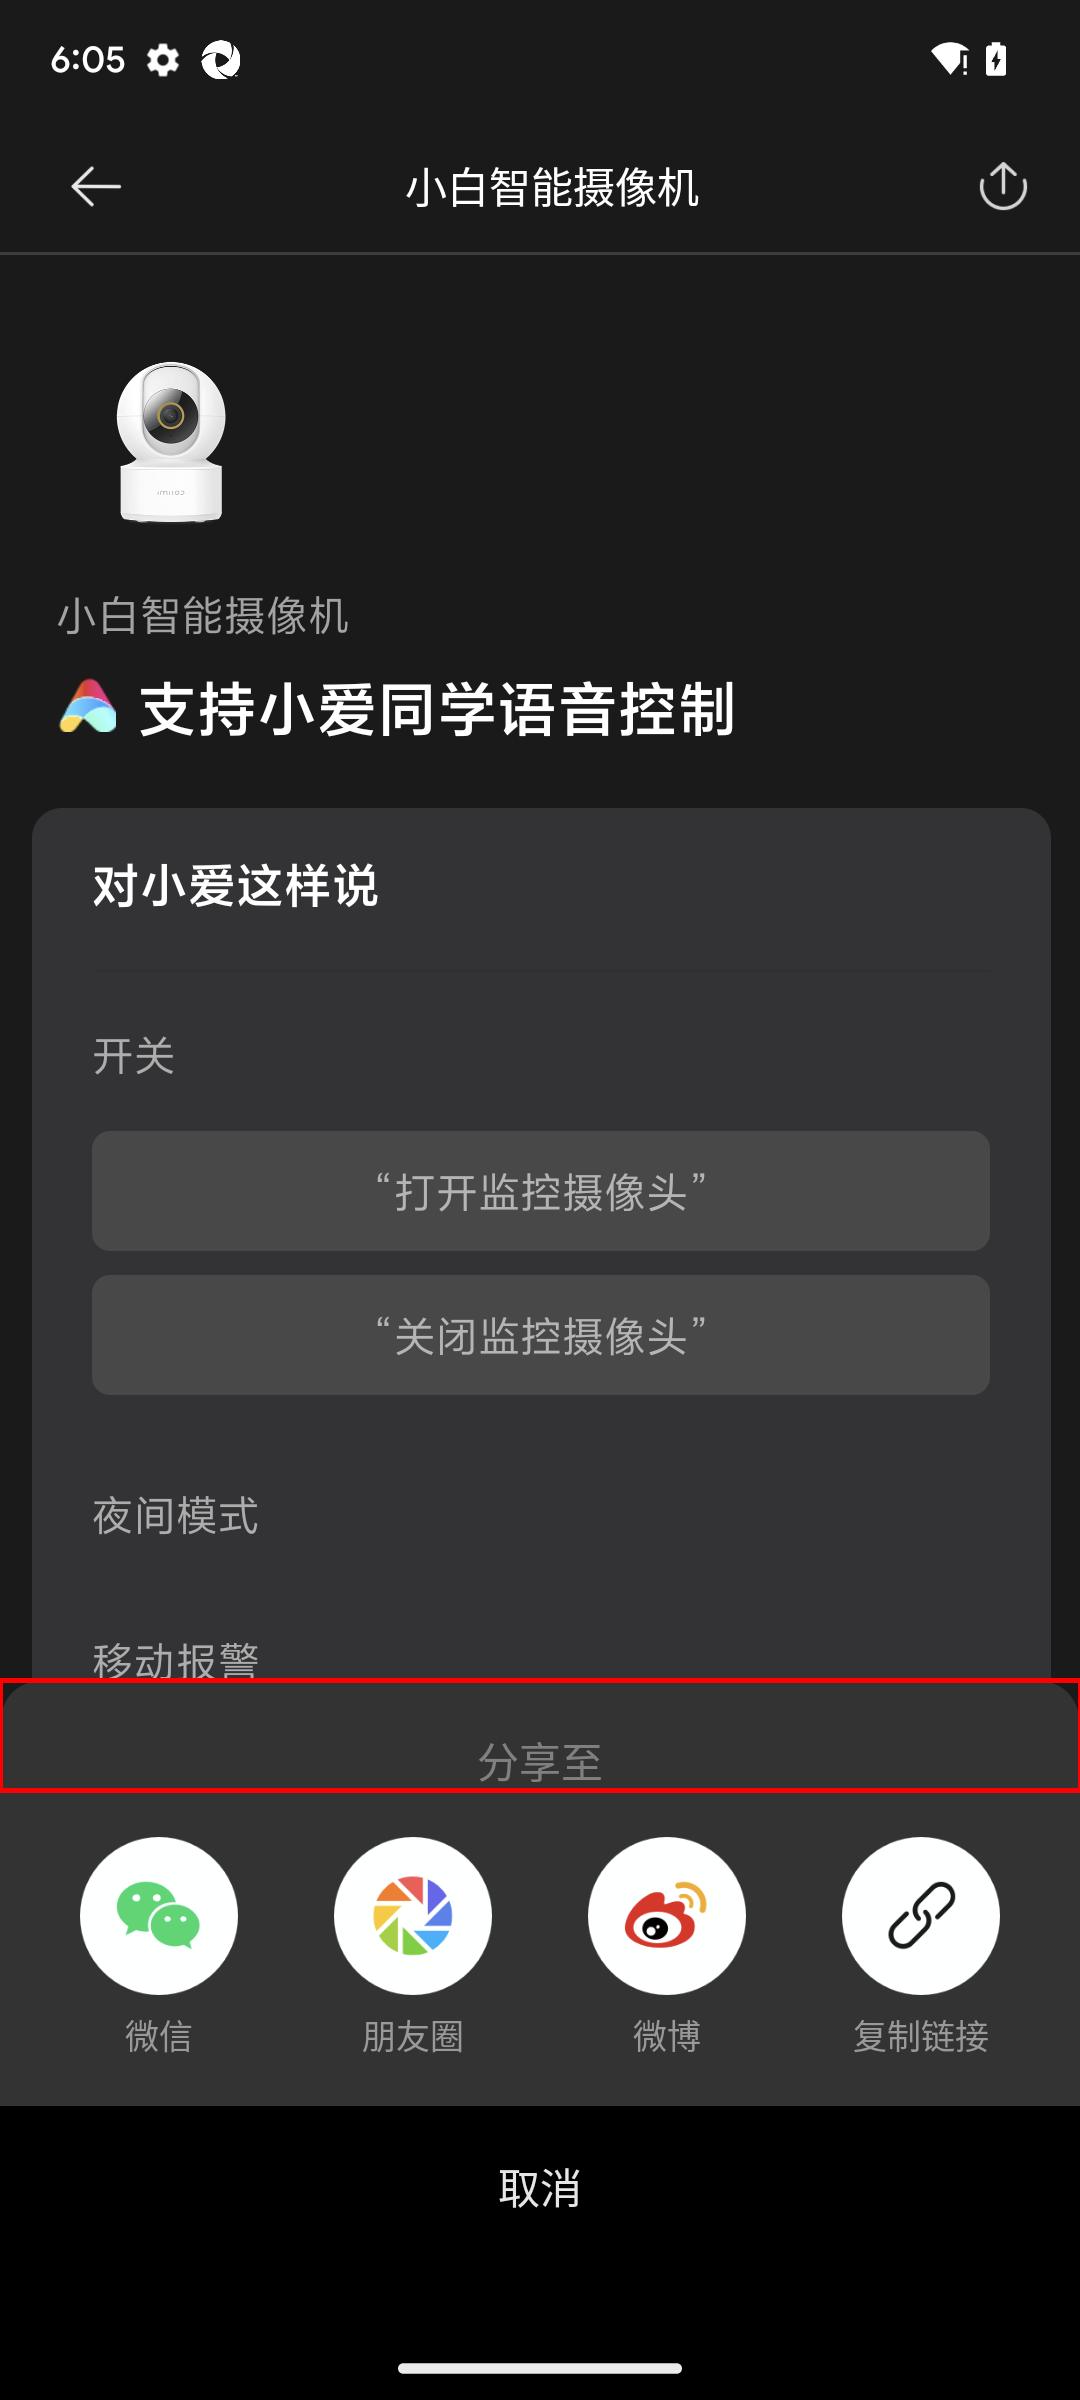 6:05
小白智能摄像机
小白智能摄像机
支持小爱同学语音控制
对小爱这样说
开关
“打开监控摄像头”
“关闭监控摄像头”
夜间模式
移动报警
分享至
微信
朋友圈
微博
复制链接
取消